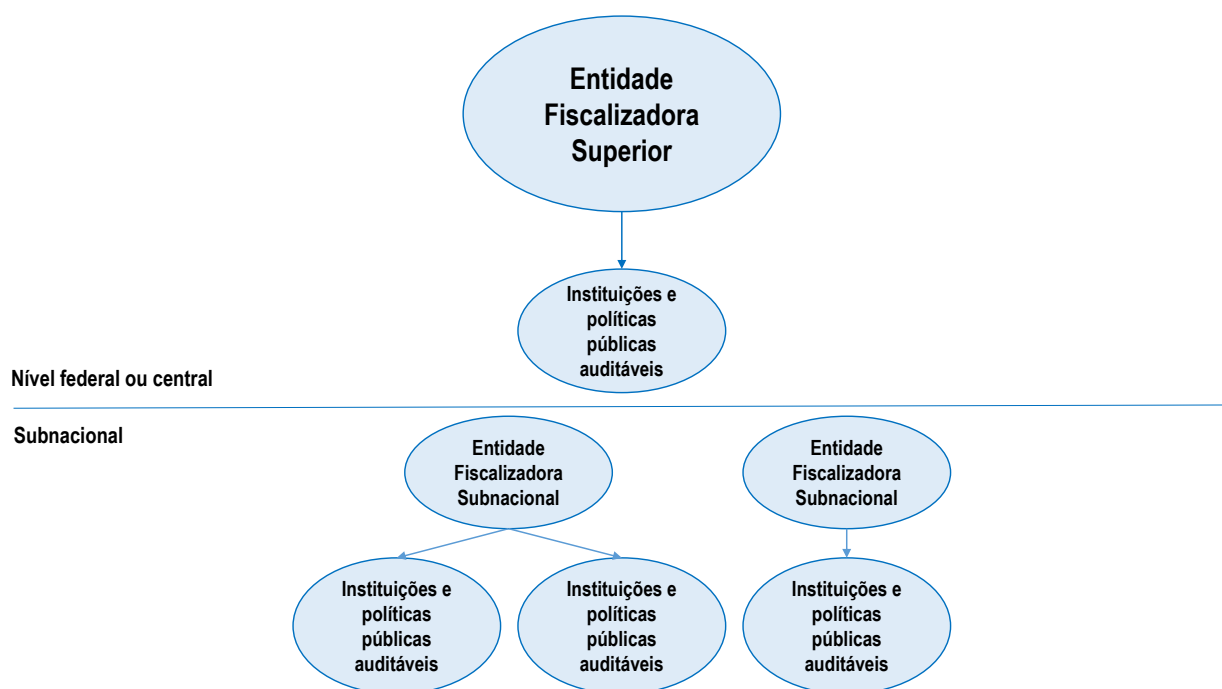 Entidade
Fiscalizadora
Superior
Instituições e
políticas
públicas
auditáveis
Nível federal ou central
Subnacional
Entidade
Fiscalizadora
Subnacional
Entidade
Fiscalizadora
Subnacional
Instituições e
políticas
públicas
auditáveis
Instituições e
políticas
públicas
auditáveis
Instituições e
políticas
públicas
auditáveis